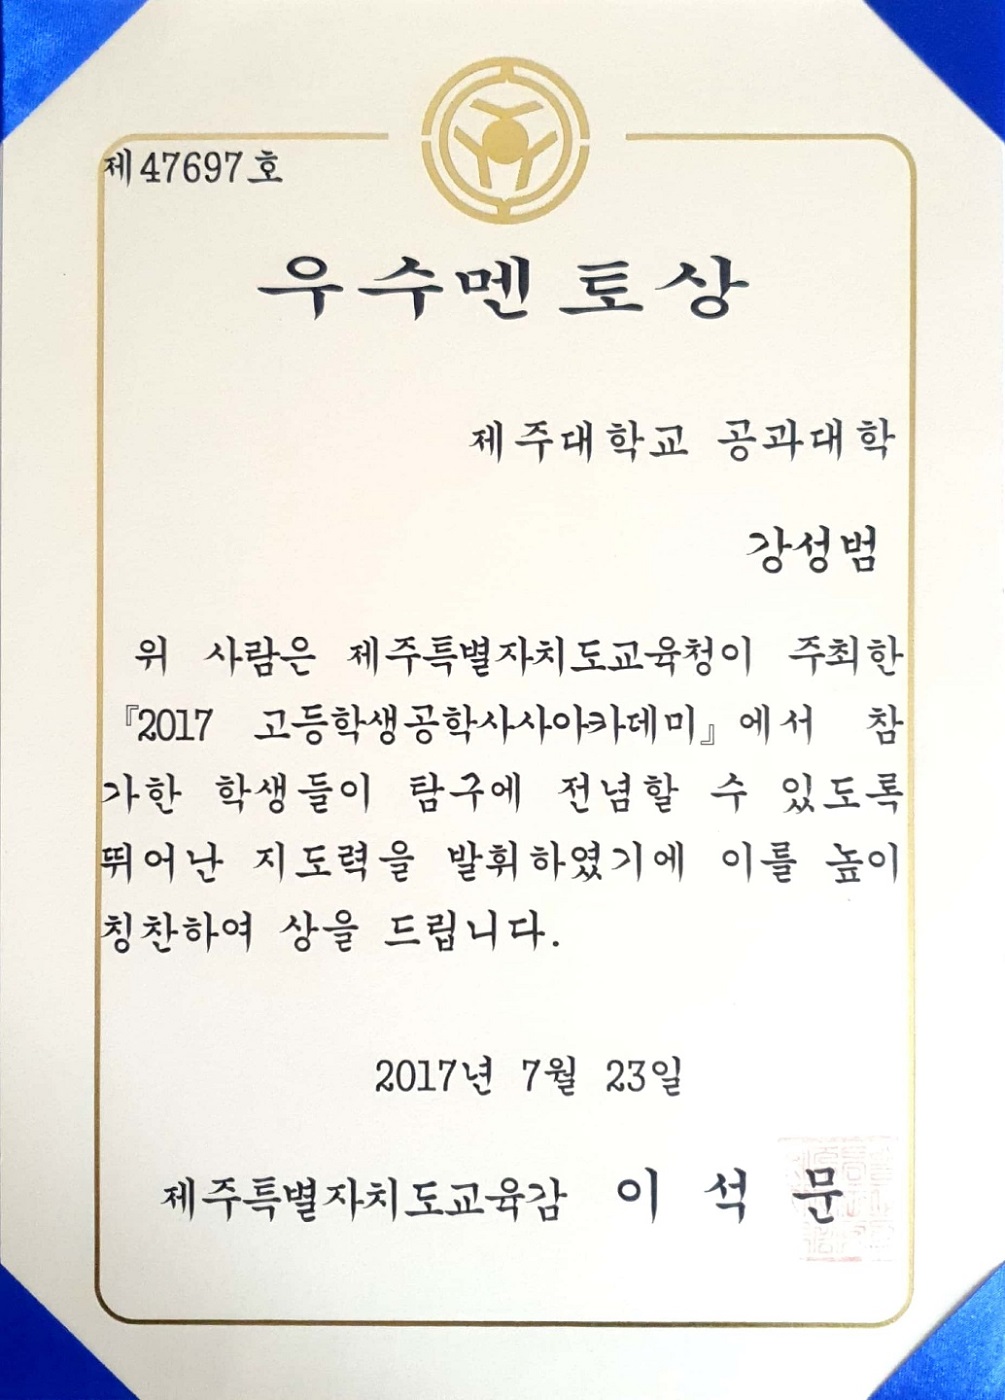 제47697호
우수멘토상
제주대학교 공과대학
강성범
위 사람은 제주특별자치도교육청이 주최한
『2017 고등학생공학사사아카데미』에서 참
가한 학생들이 탐구에 전념할 수 있도록
뛰어난 지도력을 발휘하였기에 이를 높이
칭찬하여 상을 드립니다.
2017년 7월 23일
제주특별자치도교육감 이 석 문